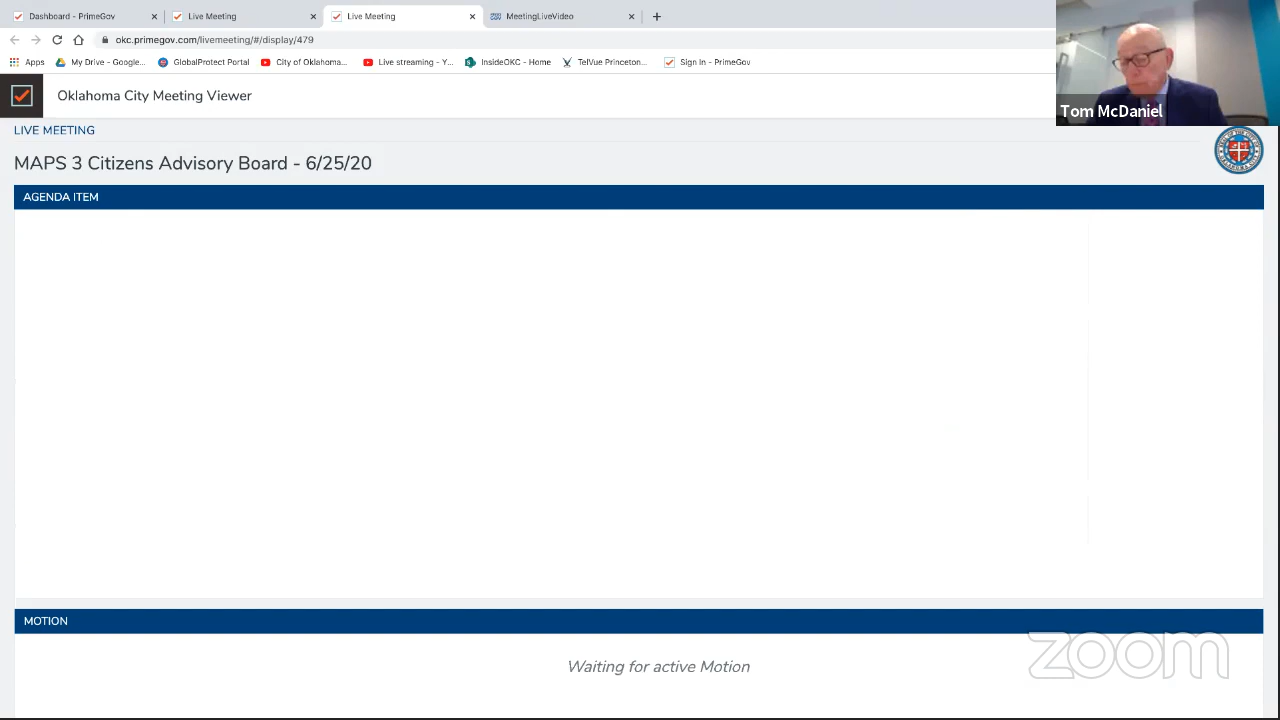 Dashboard - PrimeGov
Live Meeting
Live Meeting
MeetingLiveVideo
okc.primegov.com/livemeeting/#/display/479
Apps
My Drive - Google...
GlobalProtect Portal
City of Oklahoma...
Live streaming - Y...
InsideOKC - Home
TelVue Princeton...
Sign In - PrimeGov
Oklahoma City Meeting Viewer
Tom McDaniel
LIVE MEETING
MAPS 3 Citizens Advisory Board - 6/25/20
AGENDA ITEM
MOTION
Waiting for active Motion
zoom